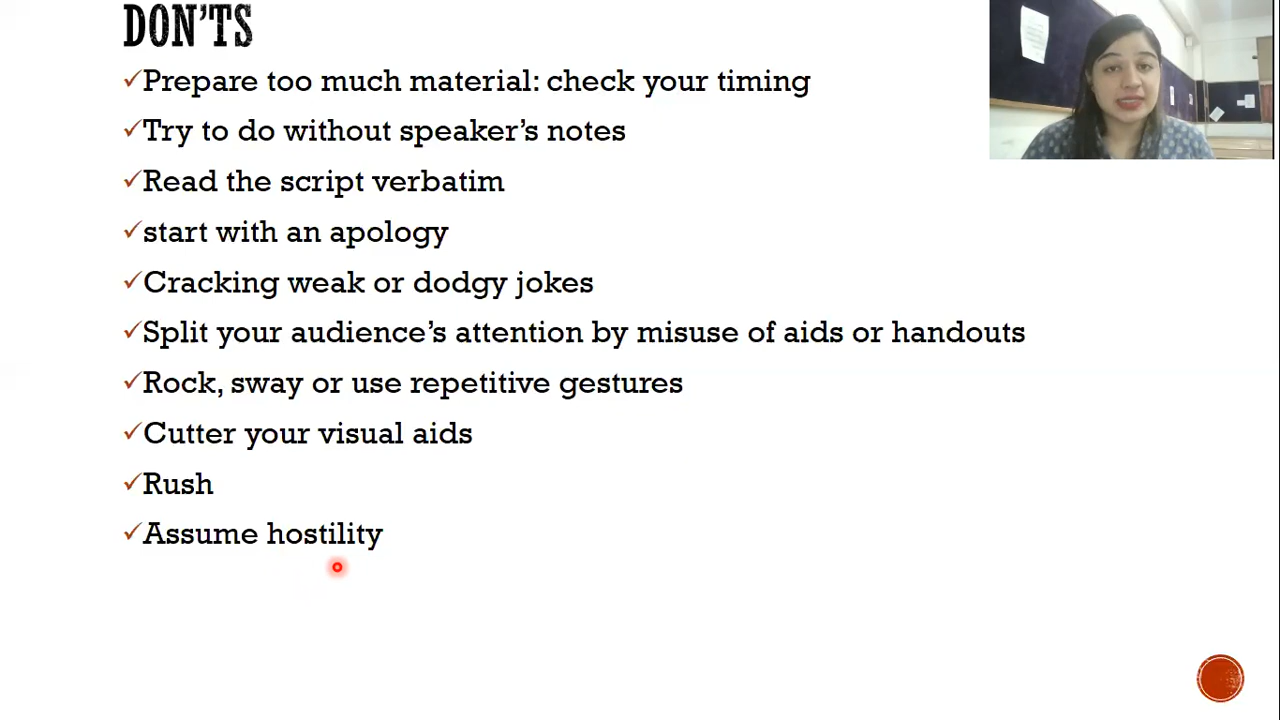 DON'TS
Prepare too much material: check your timing
Try to do without speaker's notes
Read the script verbatim
start with an apology
Cracking weak or dodgy jokes
Split your audience's attention by misuse of aids or handouts
Rock, sway or use repetitive gestures
Cutter your visual aids
Rush
Assume hostility